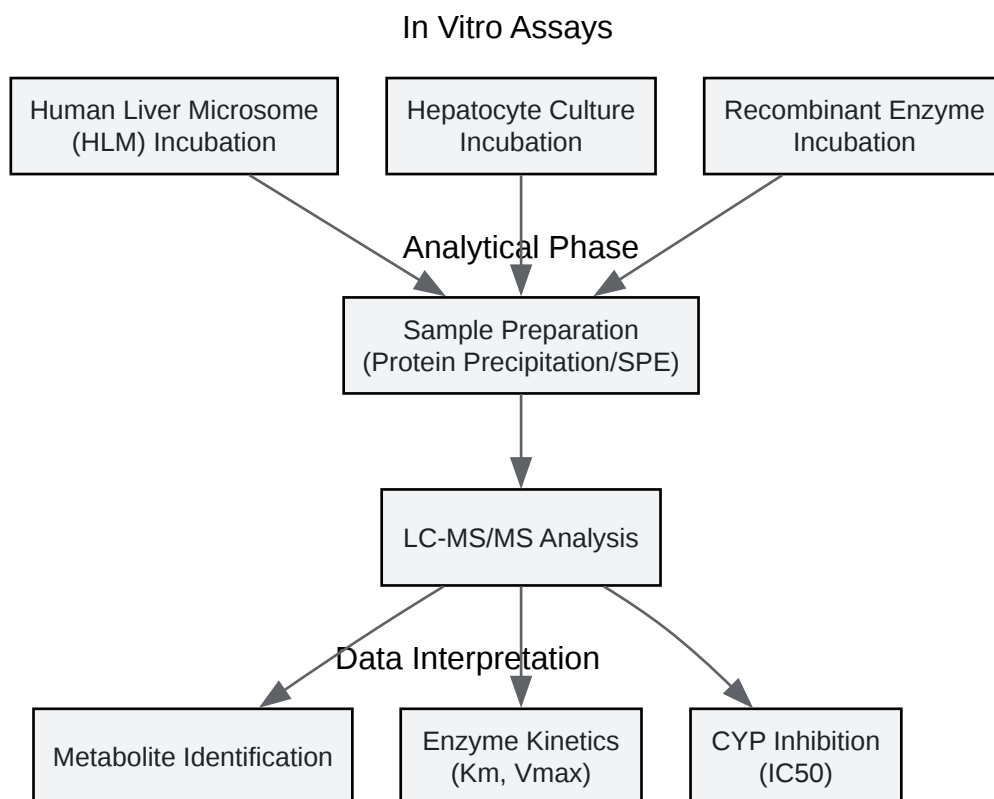 In Vitro Assays
Human Liver Microsome
(HLM) Incubation
Hepatocyte Culture
Incubation
Recombinant Enzyme
Incubation
Analytical Phase
Sample Preparation
(Protein Precipitation/SPE)
LC-MS/MS Analysis
Data Interpretation
Metabolite Identification
Enzyme Kinetics
(Km, Vmax)
CYP Inhibition
(IC50)